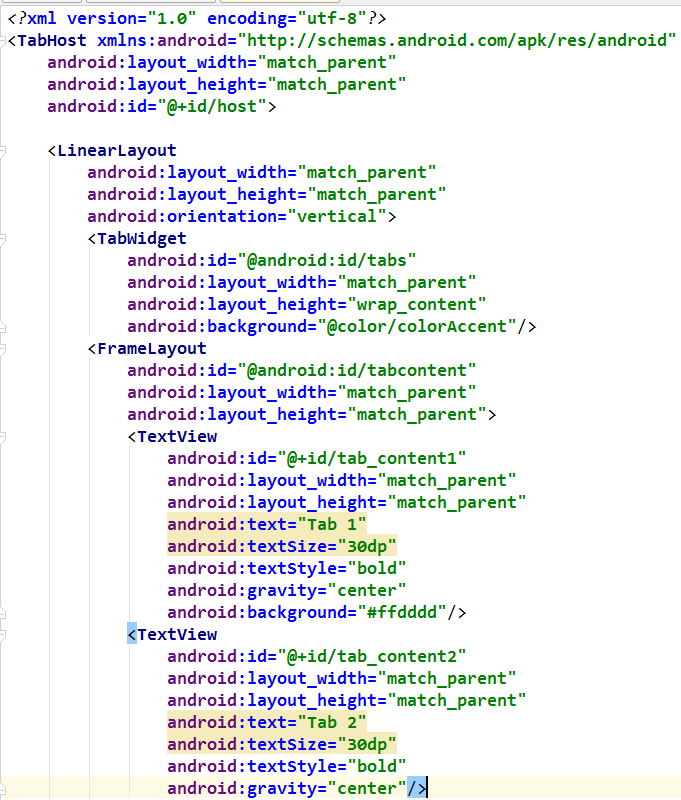 <?xml version="1.0" encoding="utf-8"?>
<TabHost xmlns:android="http://schemas.android.com/apk/res/android"
    android:layout_width="match_parent"
    android:layout_height="match_parent"
    android:id="@+id/host">

    <LinearLayout
        android:layout_width="match_parent"
        android:layout_height="match_parent"
        android:orientation="vertical">
        <TabWidget
            android:id="@android:id/tabs"
            android:layout_width="match_parent"
            android:layout_height="wrap_content"
            android:background="@color/colorAccent"/>
        <FrameLayout
            android:id="@android:id/tabcontent"
            android:layout_width="match_parent"
            android:layout_height="match_parent">
            <TextView
                android:id="@+id/tab_content1"
                android:layout_width="match_parent"
                android:layout_height="match_parent"
                android:text="Tab 1"
                android:textSize="30dp"
                android:textStyle="bold"
                android:gravity="center"
                android:background="#ffdddd"/>
            <TextView
                android:id="@+id/tab_content2"
                android:layout_width="match_parent"
                android:layout_height="match_parent"
                android:text="Tab 2"
                android:textSize="30dp"
                android:textStyle="bold"
                android:gravity="center"/>